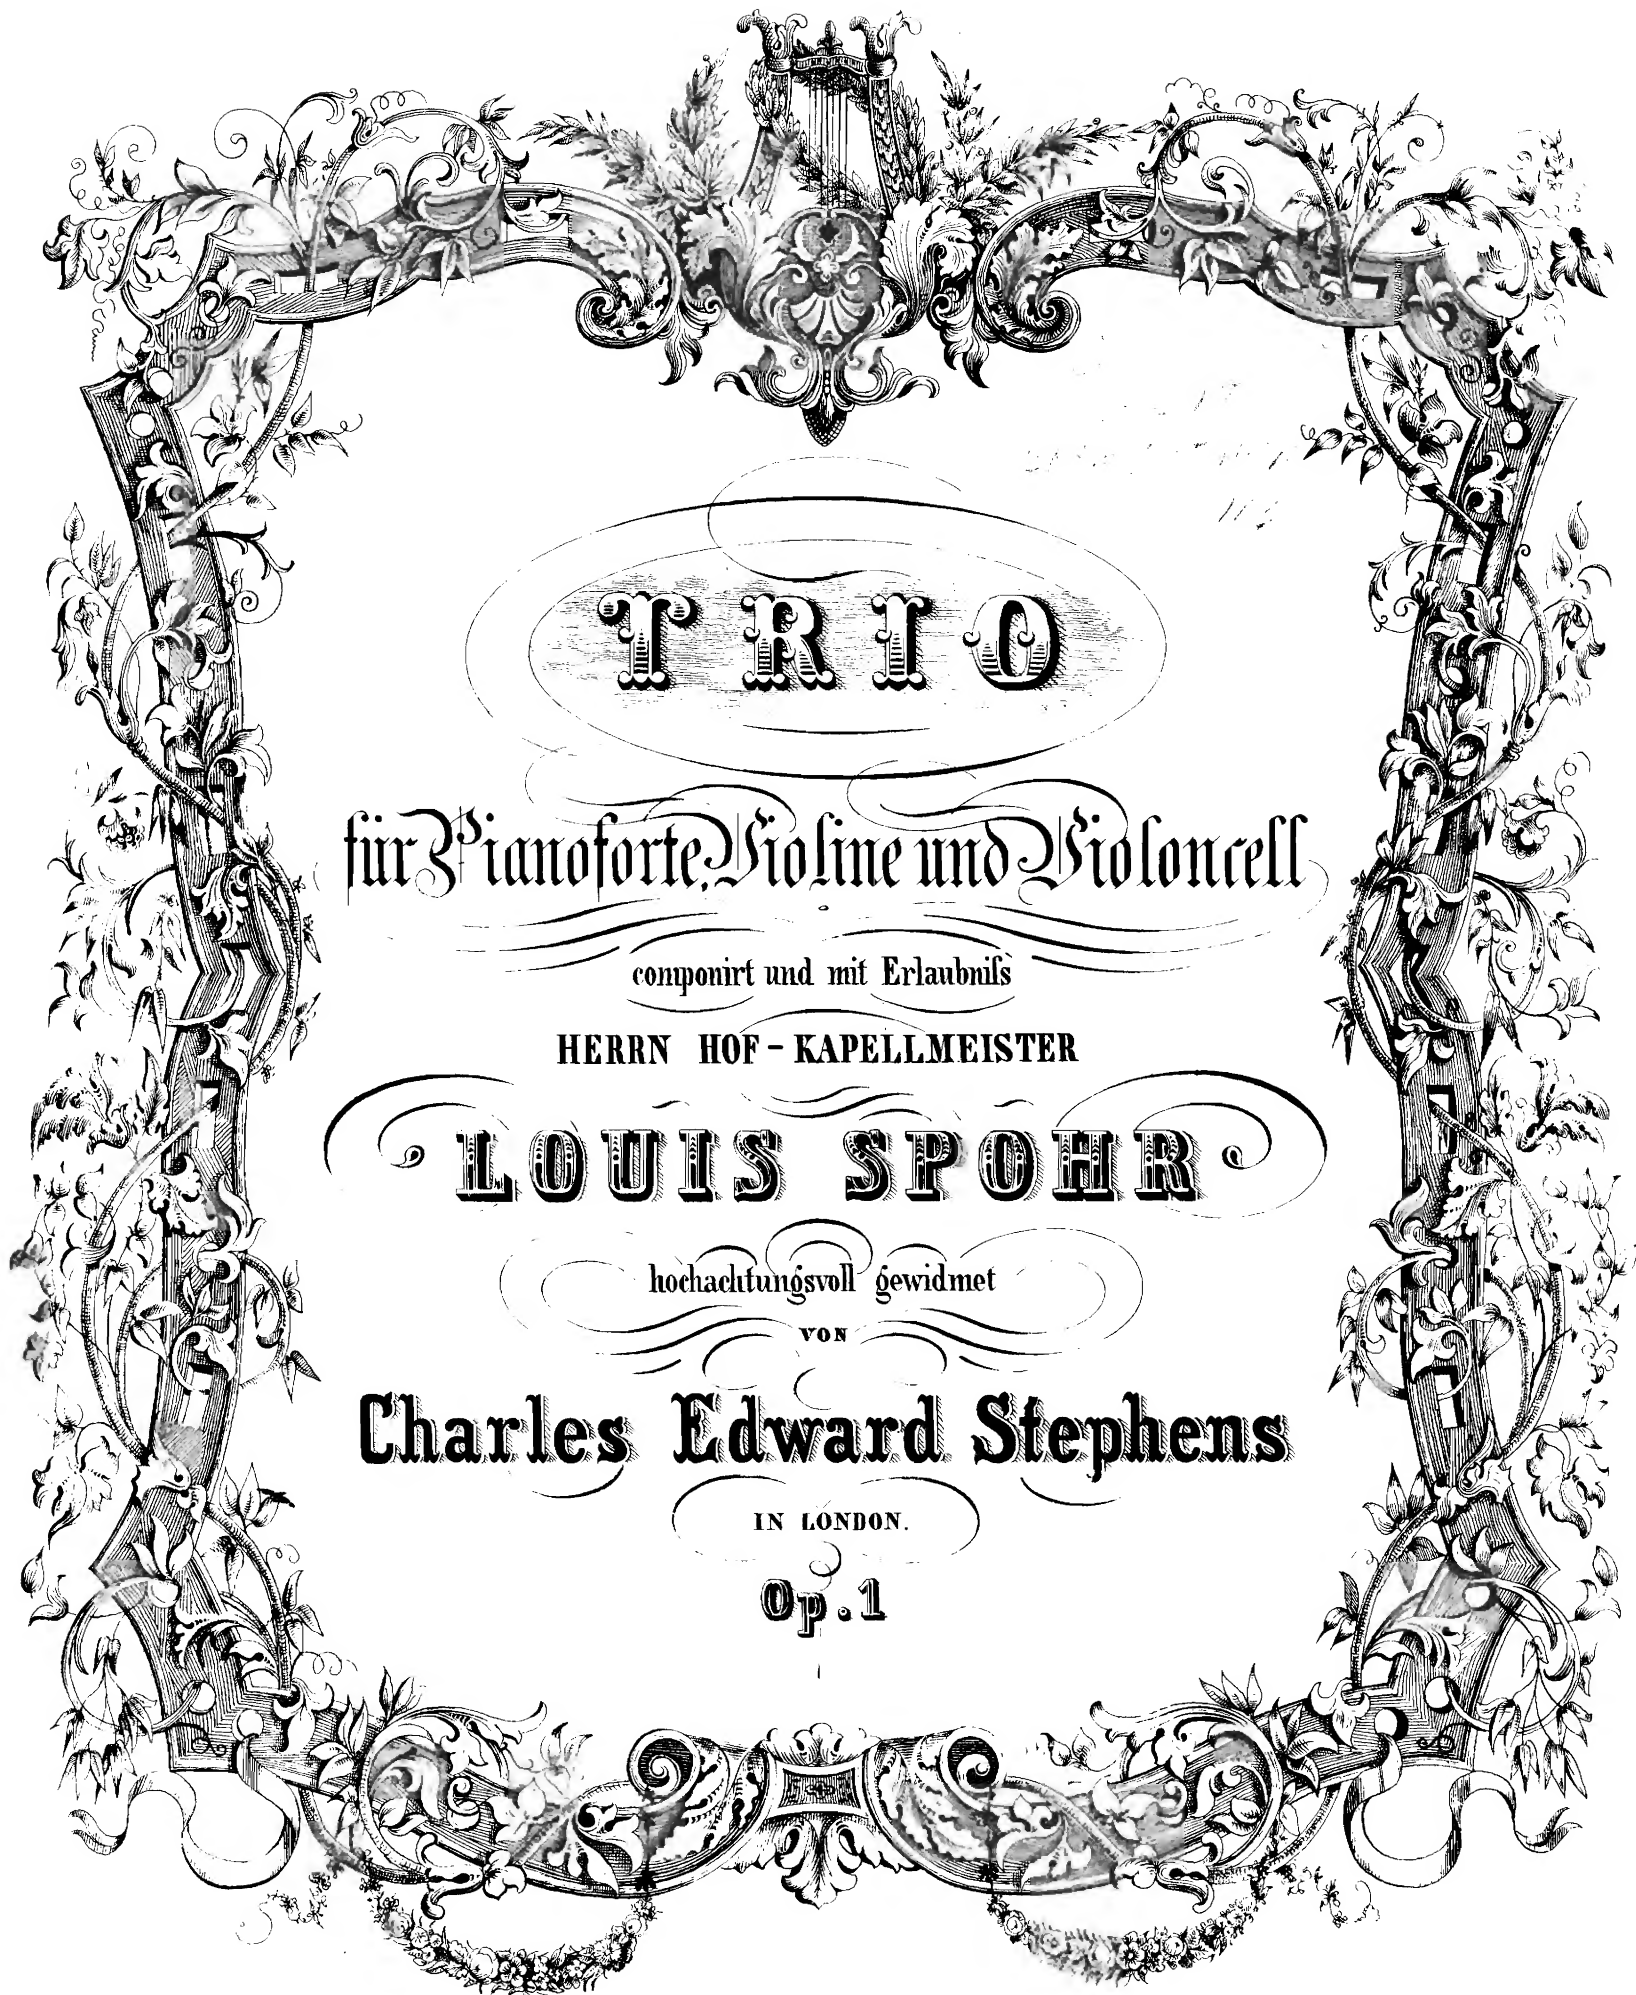 TRIO
für Pianoforte, Violine und Violoncell
componirt und mit Erlaubniſs
HERRN HOF-KAPELLMEISTER
LOUIS SPOHR
hochachtungsvoll gewidmet
VON
Charles Edward Stephens
IN LONDON.
Op. 1